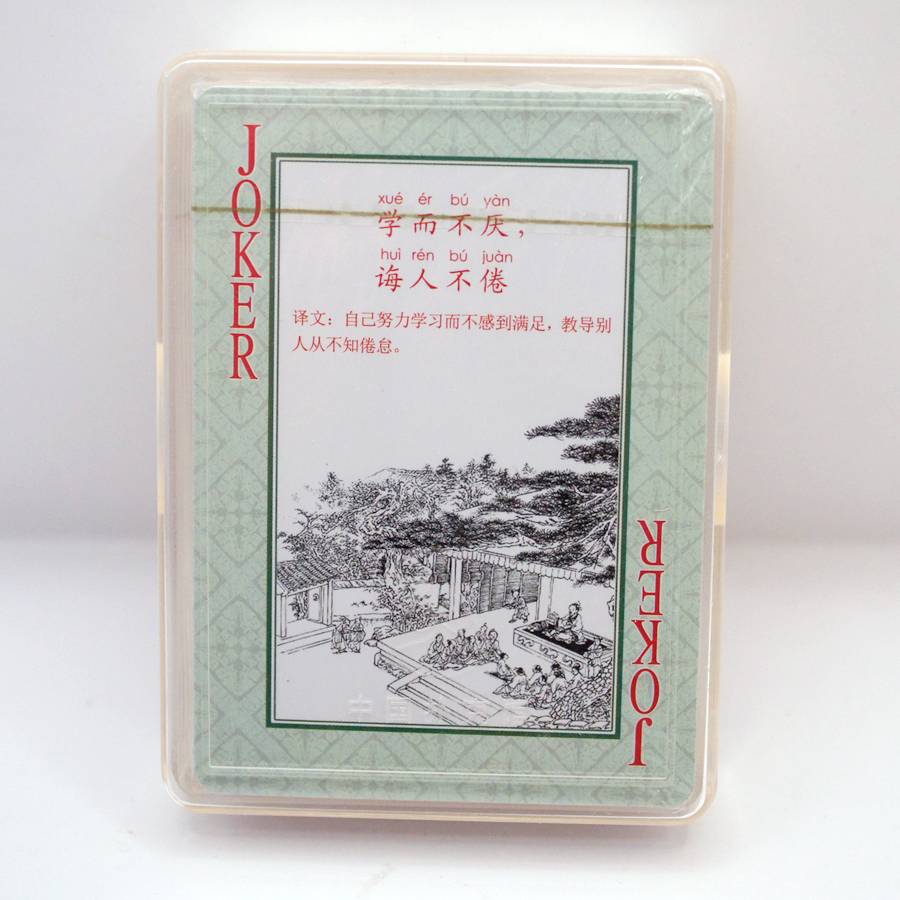 JOKER
xué ér bú yàn
学而不厌，
huì rén bú juàn
诲人不倦
译文：自己努力学习而不感到满足，教导别
人从不知倦怠。
JOKER